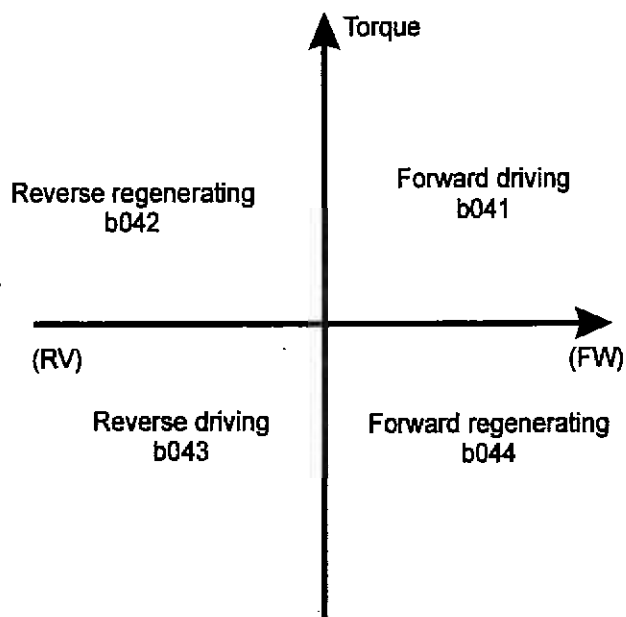 Torque
Reverse regenerating
b042
Forward driving
b041
(RV)
(FW)
Reverse driving
b043
Forward regenerating
b044